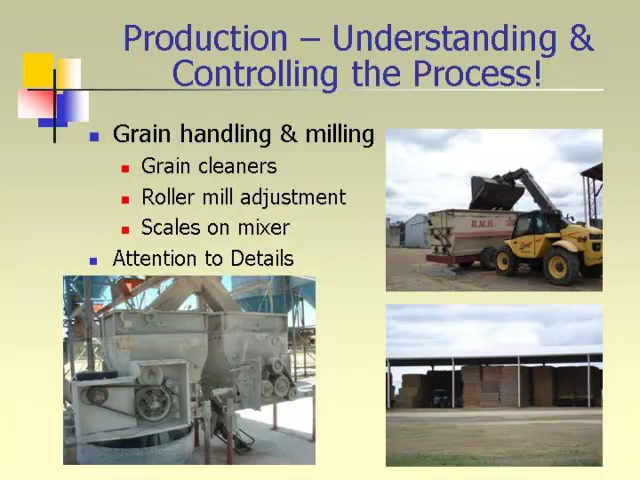 Production – Understanding &
Controlling the Process!
Grain handling & milling
Grain cleaners
Roller mill adjustment
Scales on mixer
Attention to Details
R.M.H.